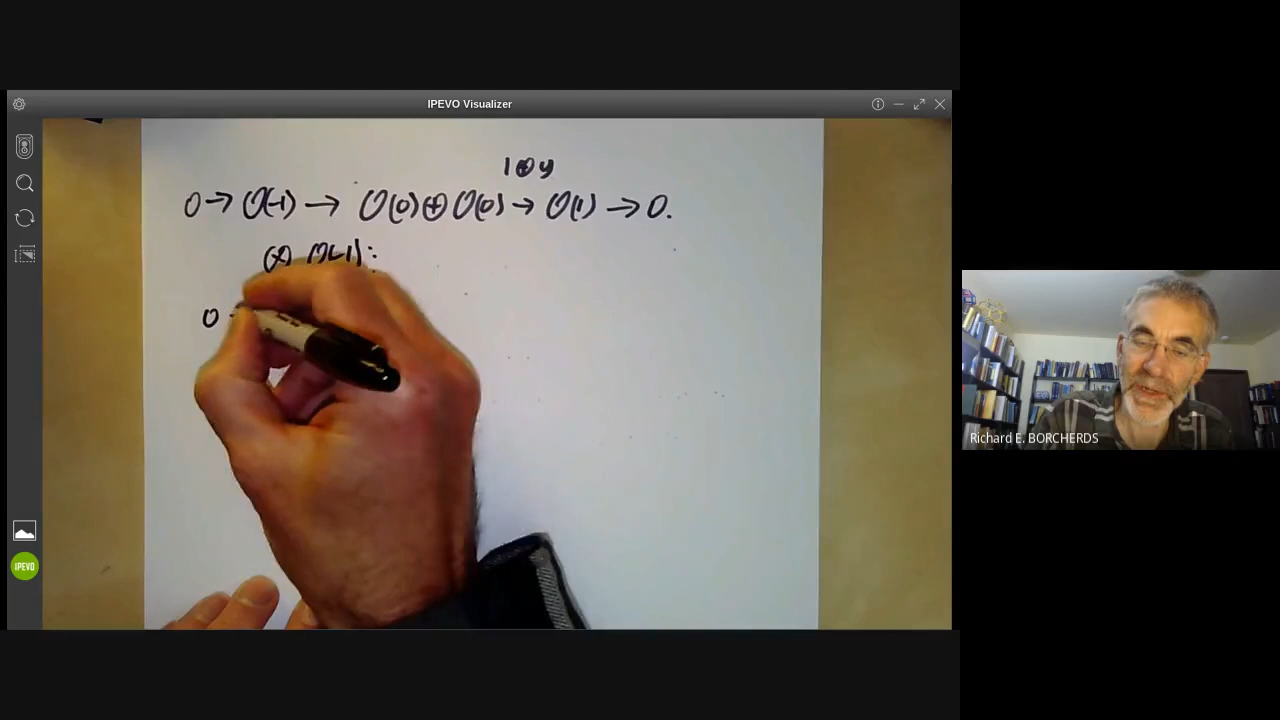 IPEVO Visualizer
1 ⊕ y
0 → O(-1) → O(0) ⊕ O(0) → O(1) → 0.
⊗ O(-1):
0
IPEVO
Richard E. BORCHERDS